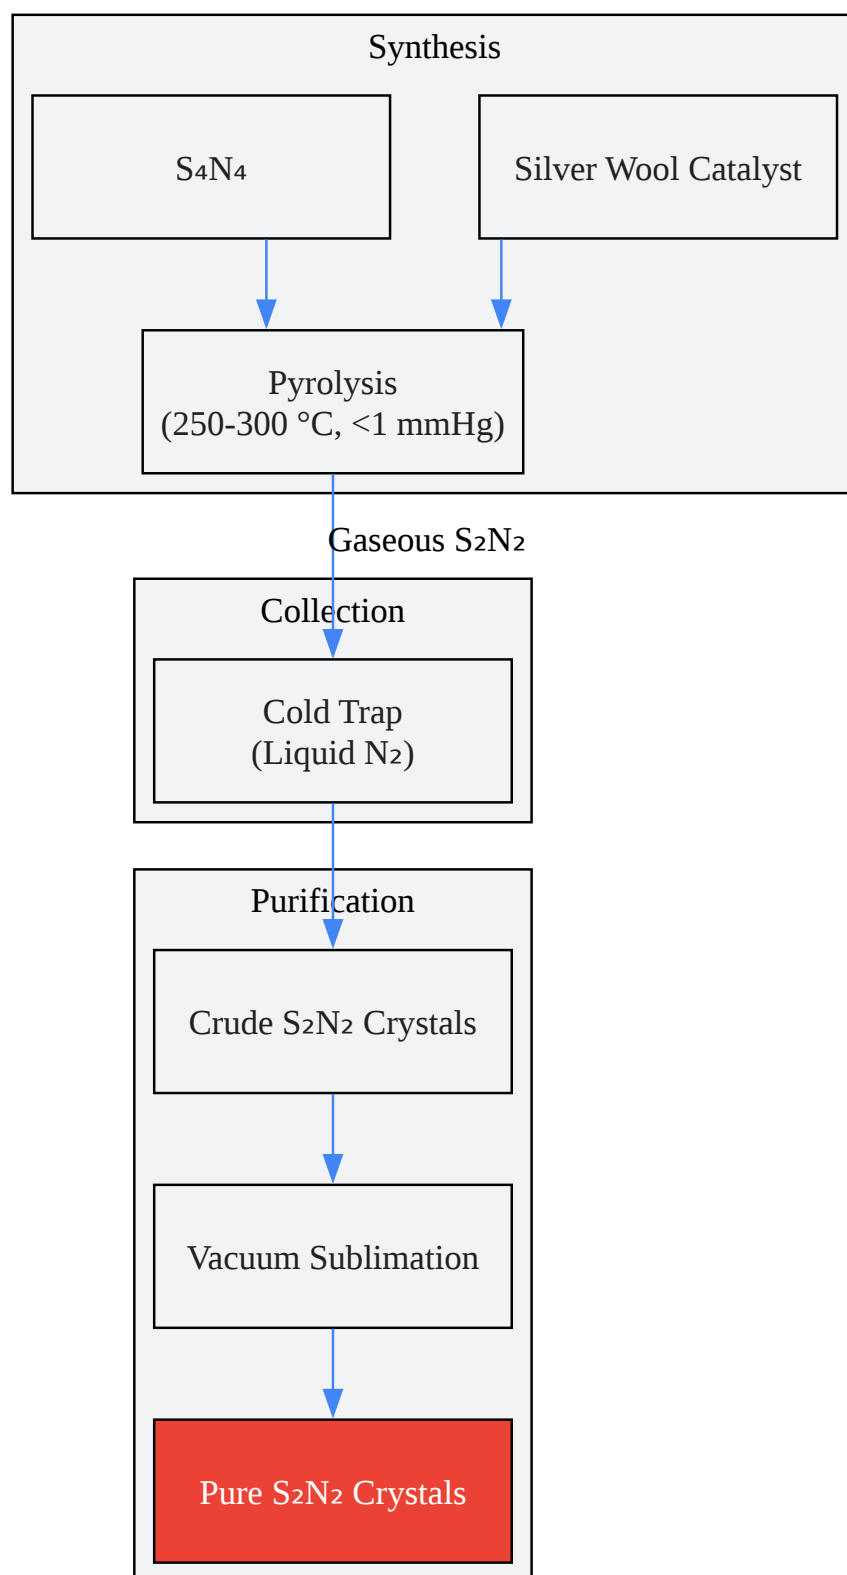 Synthesis
S₄N₄
Silver Wool Catalyst
Pyrolysis
(250-300 °C, <1 mmHg)
Gaseous S₂N₂
Collection
Cold Trap
(Liquid N₂)
Purification
Crude S₂N₂ Crystals
Vacuum Sublimation
Pure S₂N₂ Crystals